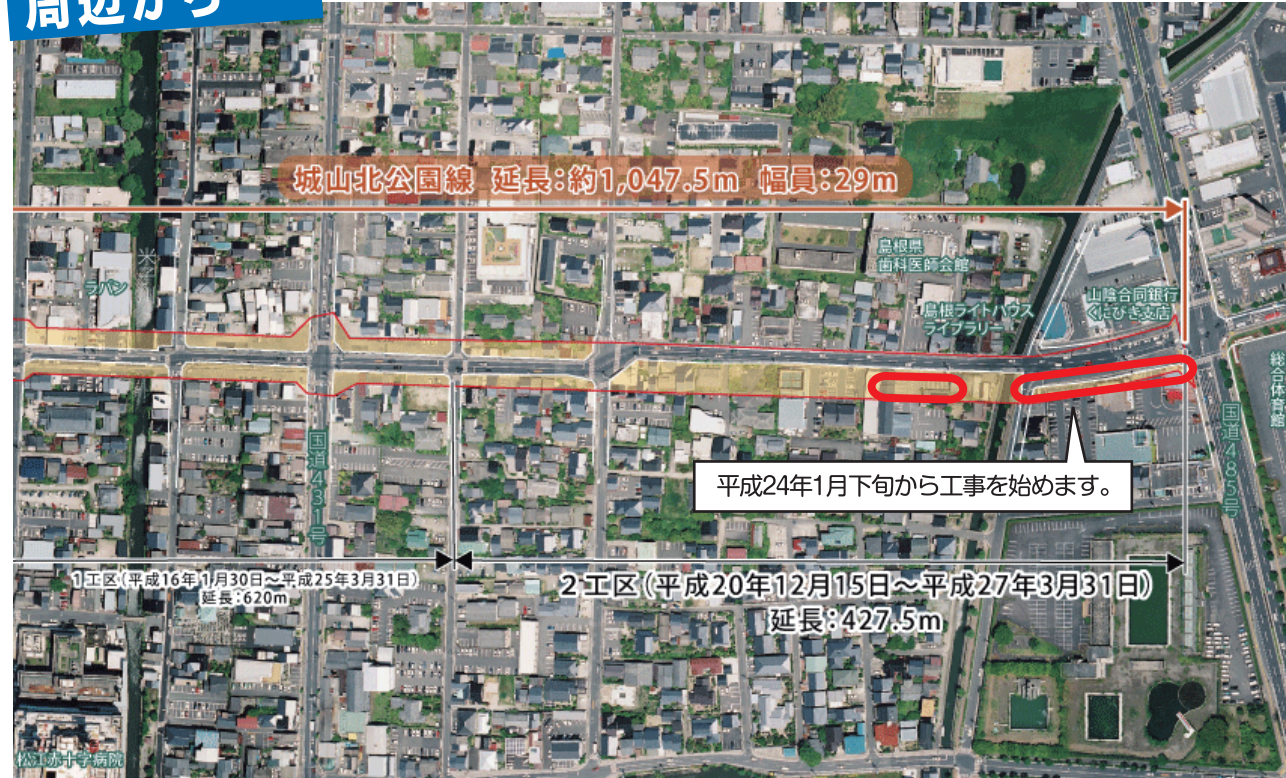 周辺から
城山北公園線 延長:約1,047.5m 幅員:29m
島根県
歯科医師会館
ラパン
島根ライトハウス
ライブラリー
山陰合同銀行
くにびき支店
総合体育館
国道431号
国道485号
平成24年1月下旬から工事を始めます。
1工区(平成16年1月30日~平成25年3月31日)
延長:620m
2工区(平成20年12月15日~平成27年3月31日)
延長:427.5m
松江赤十字病院